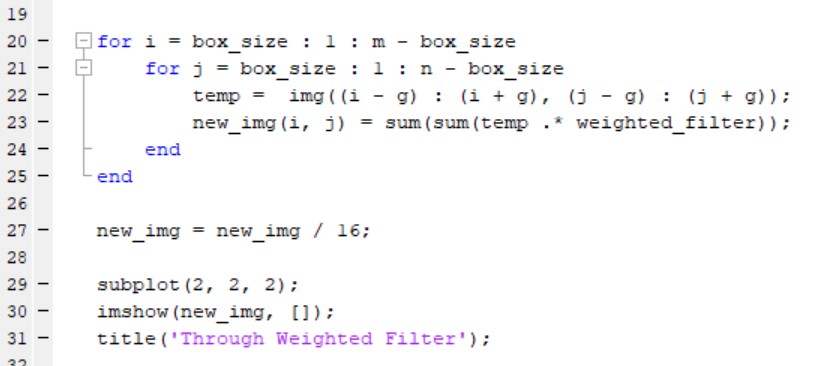 19
20 - for i = box_size : 1 : m - box_size
21 - for j = box_size : 1 : n - box_size
22 - temp =  img((i - g) : (i + g), (j - g) : (j + g));
23 - new_img(i, j) = sum(sum(temp .* weighted_filter));
24 - end
25 - end
26
27 - new_img = new_img / 16;
28
29 - subplot(2, 2, 2);
30 - imshow(new_img, []);
31 - title('Through Weighted Filter');
32